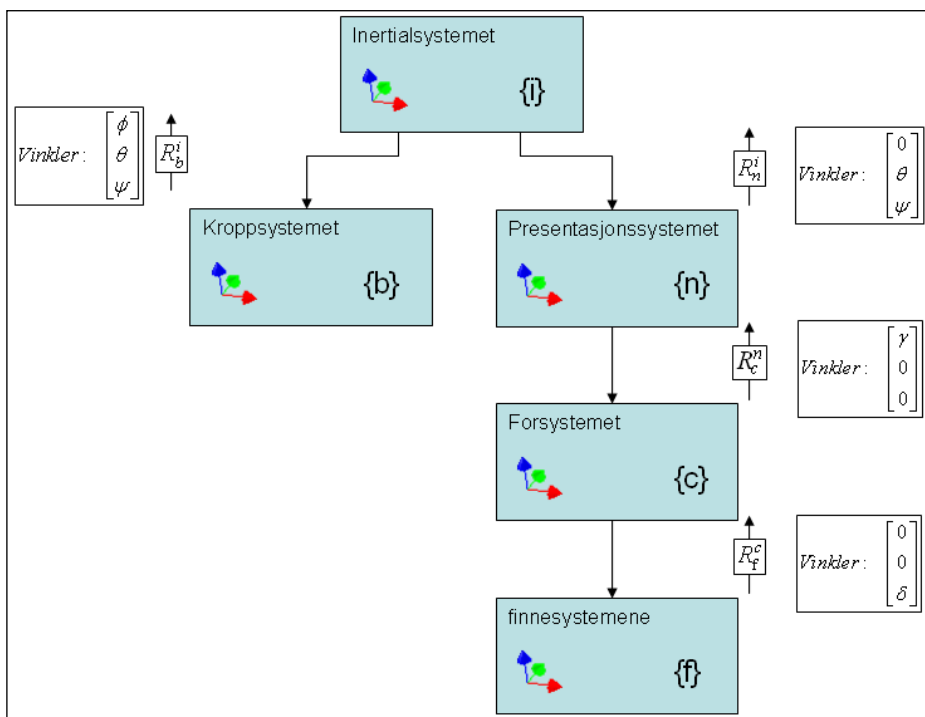 Inertialsystemet
{i}
Vinkler: [ϕ θ ψ]
R_b^i
R_n^i
Vinkler: [0 θ ψ]
Kroppsystemet
{b}
Presentasjonssystemet
{n}
R_c^n
Vinkler: [γ 0 0]
Forsystemet
{c}
R_f^c
Vinkler: [0 0 δ]
finnesystemene
{f}